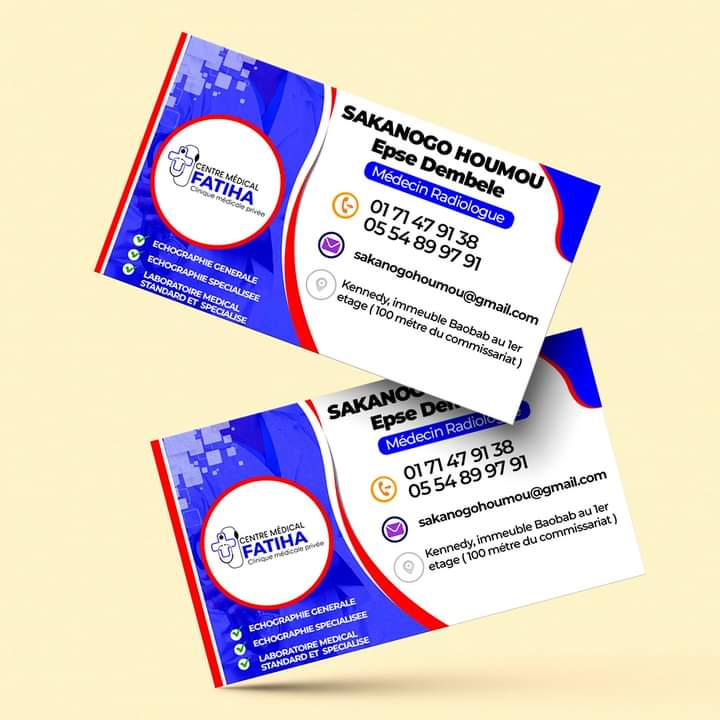 CENTRE MÉDICAL
FATIHA
Clinique médicale privée
ECHOGRAPHIE GENERALE
ECHOGRAPHIE SPECIALISEE
LABORATOIRE MEDICAL
STANDARD ET SPECIALISE
SAKANOGO HOUMOU
Epse Dembele
Médecin Radiologue
01 71 47 91 38
05 54 89 97 91
sakanogohoumou@gmail.com
Kennedy, immeuble Baobab au 1er
etage ( 100 métre du commissariat )
CENTRE MÉDICAL
FATIHA
Clinique médicale privée
ECHOGRAPHIE GENERALE
ECHOGRAPHIE SPECIALISEE
LABORATOIRE MEDICAL
STANDARD ET SPECIALISE
SAKANOGO
Epse Dem
Médecin Radiologue
01 71 47 91 38
05 54 89 97 91
sakanogohoumou@gmail.com
Kennedy, immeuble Baobab au 1er
etage ( 100 métre du commissariat )